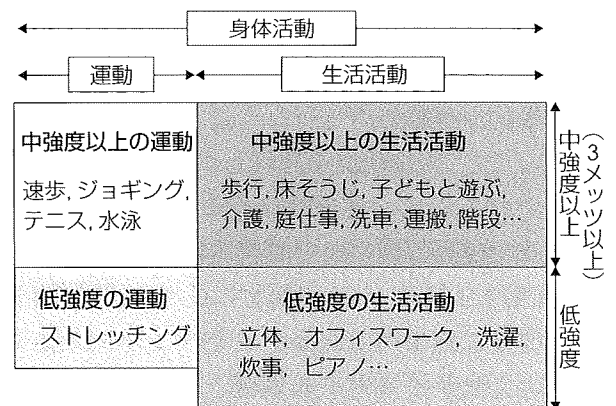 身体活動
運動
生活活動
中強度以上の運動
速歩, ジョギング,
テニス, 水泳
中強度以上の生活活動
歩行, 床そうじ, 子どもと遊ぶ,
介護, 庭仕事, 洗車, 運搬, 階段…
中強度以上
(3メッツ以上)
低強度の運動
ストレッチング
低強度の生活活動
立体, オフィスワーク, 洗濯,
炊事, ピアノ…
低強度